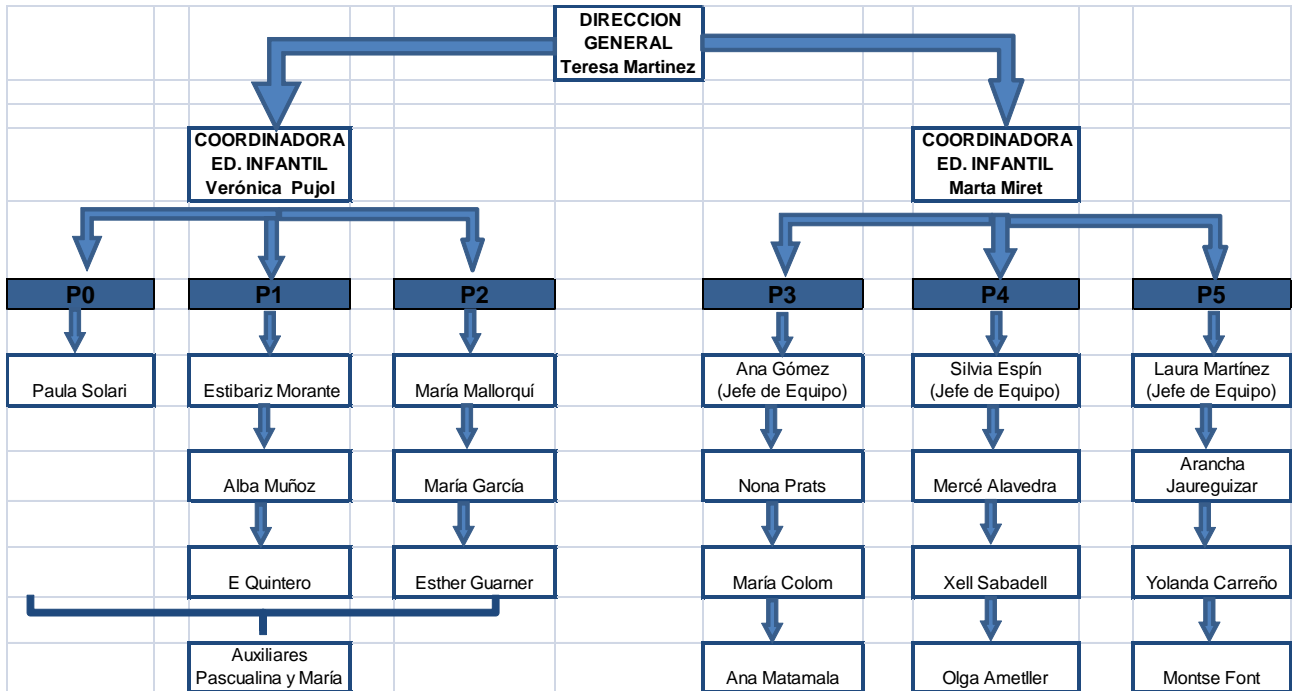 DIRECCION
GENERAL
Teresa Martinez
COORDINADORA
ED. INFANTIL
Verónica Pujol
COORDINADORA
ED. INFANTIL
Marta Miret
P0
P1
P2
P3
P4
P5
Paula Solari
Estibariz Morante
María Mallorquí
Ana Gómez
(Jefe de Equipo)
Silvia Espín
(Jefe de Equipo)
Laura Martínez
(Jefe de Equipo)
Alba Muñoz
María García
Nona Prats
Mercé Alavedra
Arancha
Jaureguizar
E Quintero
Esther Guarner
María Colom
Xell Sabadell
Yolanda Carreño
Auxiliares
Pascualina y María
Ana Matamala
Olga Ametller
Montse Font